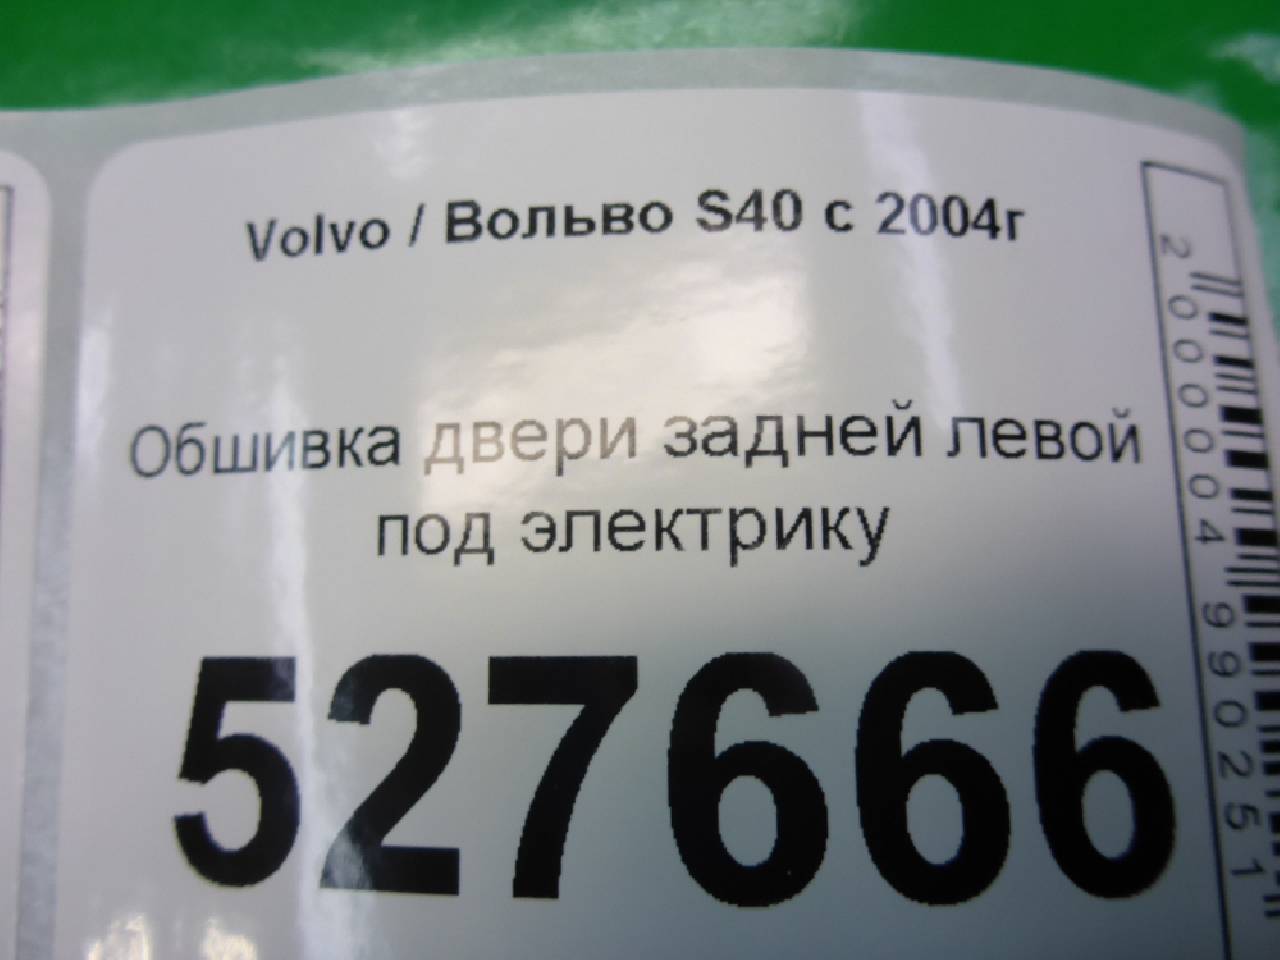 Volvo / Вольво S40 с 2004г
Обшивка двери задней левой
под электрику
527666
2000004990251